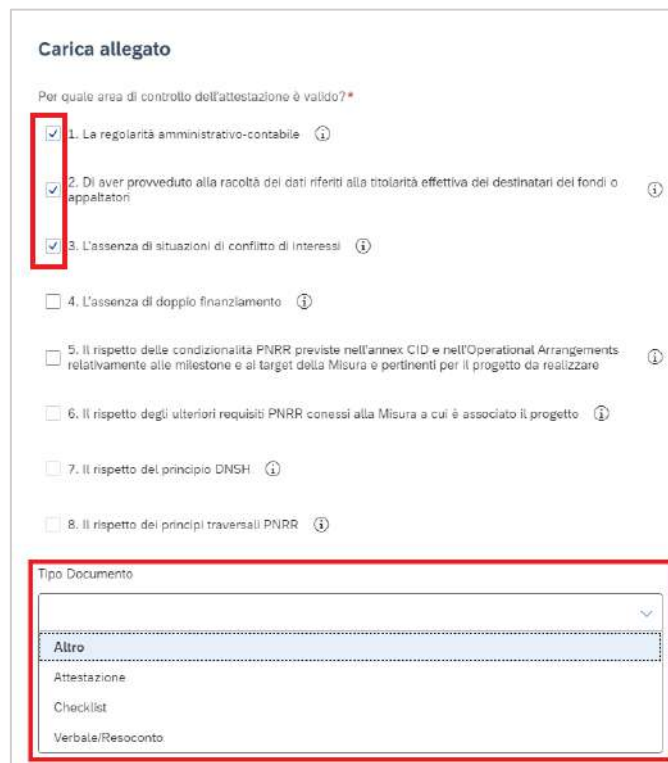 Carica allegato
Per quale area di controllo dell'attestazione è valido?*
1. La regolarità amministrativo-contabile
2. Di aver provveduto alla racoltà dei dati riferiti alla titolarità effettiva dei destinatari dei fondi o
appaltatori
3. L'assenza di situazioni di conflitto di interessi
4. L'assenza di doppio finanziamento
5. Il rispetto delle condizionalità PNRR previste nell'annex CID e nell'Operational Arrangements
relativamente alle milestone e ai target della Misura e pertinenti per il progetto da realizzare
6. Il rispetto degli ulteriori requisiti PNRR conessi alla Misura a cui è associato il progetto
7. Il rispetto del principio DNSH
8. Il rispetto dei principi traversali PNRR
Tipo Documento
Altro
Attestazione
Checklist
Verbale/Resoconto